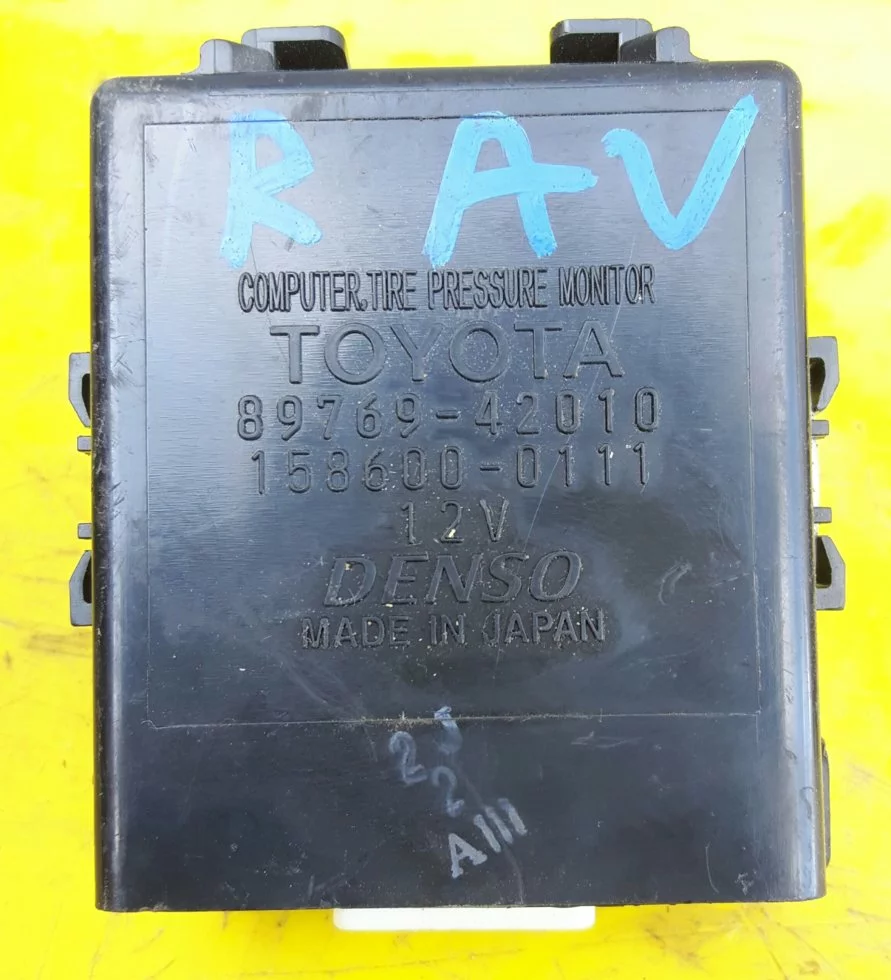 RAV
COMPUTER,TIRE PRESSURE MONITOR
TOYOTA
89769-42010
158600-0111
12V
DENSO
MADE IN JAPAN
2
2
A111